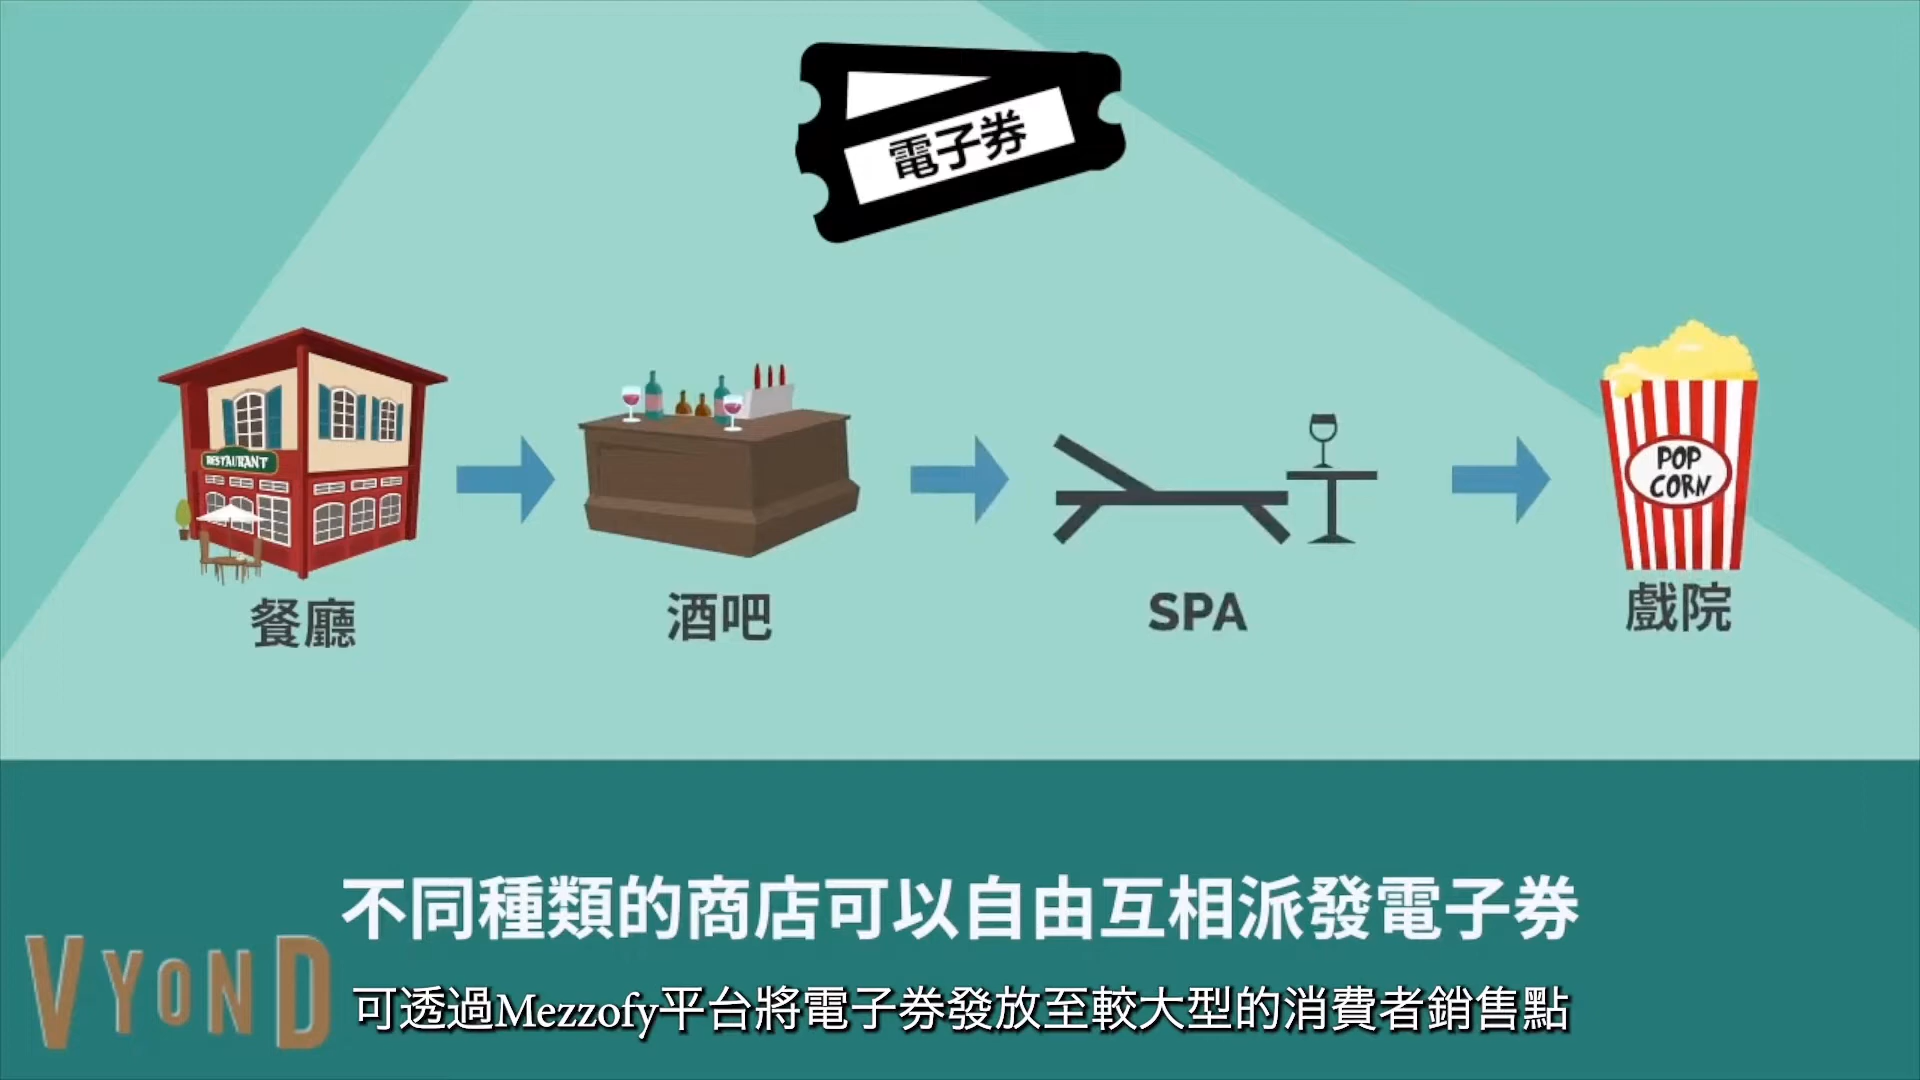 電子券
RESTAURANT
POP
CORN
餐廳
酒吧
SPA
戲院
不同種類的商店可以自由互相派發電子券
VYOND
可透過Mezzofy平台將電子券發放至較大型的消費者銷售點